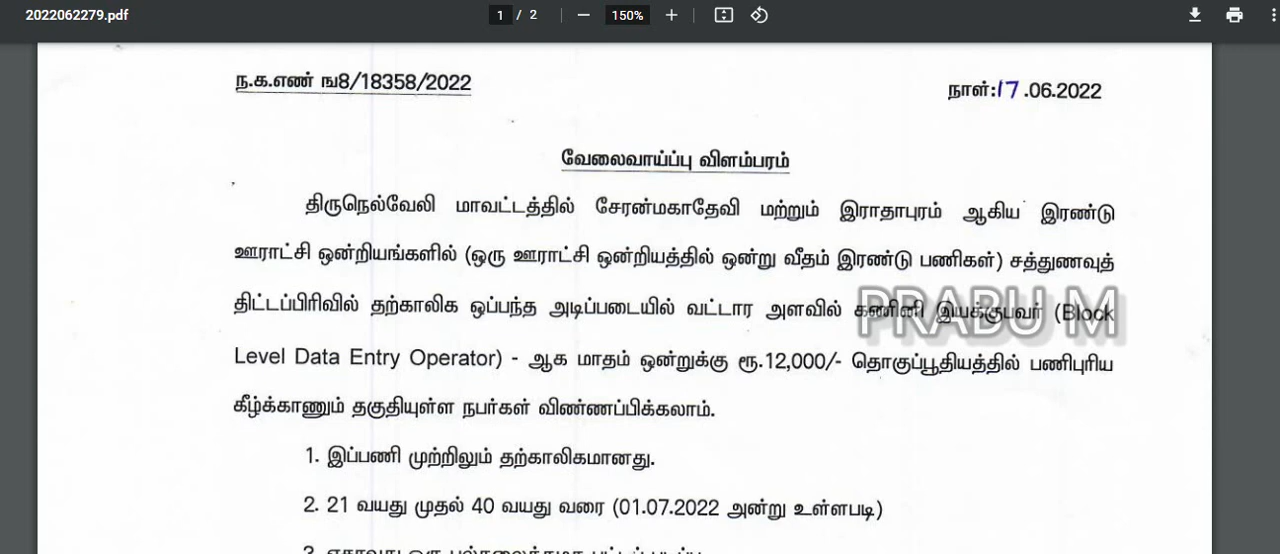 2022062279.pdf
1 / 2
150%
ந.க.எண் ங8/18358/2022
நாள்:17.06.2022
வேலைவாய்ப்பு விளம்பரம்
திருநெல்வேலி மாவட்டத்தில் சேரன்மகாதேவி மற்றும் இராதாபுரம் ஆகிய இரண்டு
ஊராட்சி ஒன்றியங்களில் (ஒரு ஊராட்சி ஒன்றியத்தில் ஒன்று வீதம் இரண்டு பணிகள்) சத்துணவுத்
திட்டப்பிரிவில் தற்காலிக ஒப்பந்த அடிப்படையில் வட்டார அளவில் கணினி இயக்குபவர் (Block
PRABU M
Level Data Entry Operator) - ஆக மாதம் ஒன்றுக்கு ரூ.12,000/- தொகுப்பூதியத்தில் பணிபுரிய
கீழ்க்காணும் தகுதியுள்ள நபர்கள் விண்ணப்பிக்கலாம்.
1. இப்பணி முற்றிலும் தற்காலிகமானது.
2. 21 வயது முதல் 40 வயது வரை (01.07.2022 அன்று உள்ளபடி)